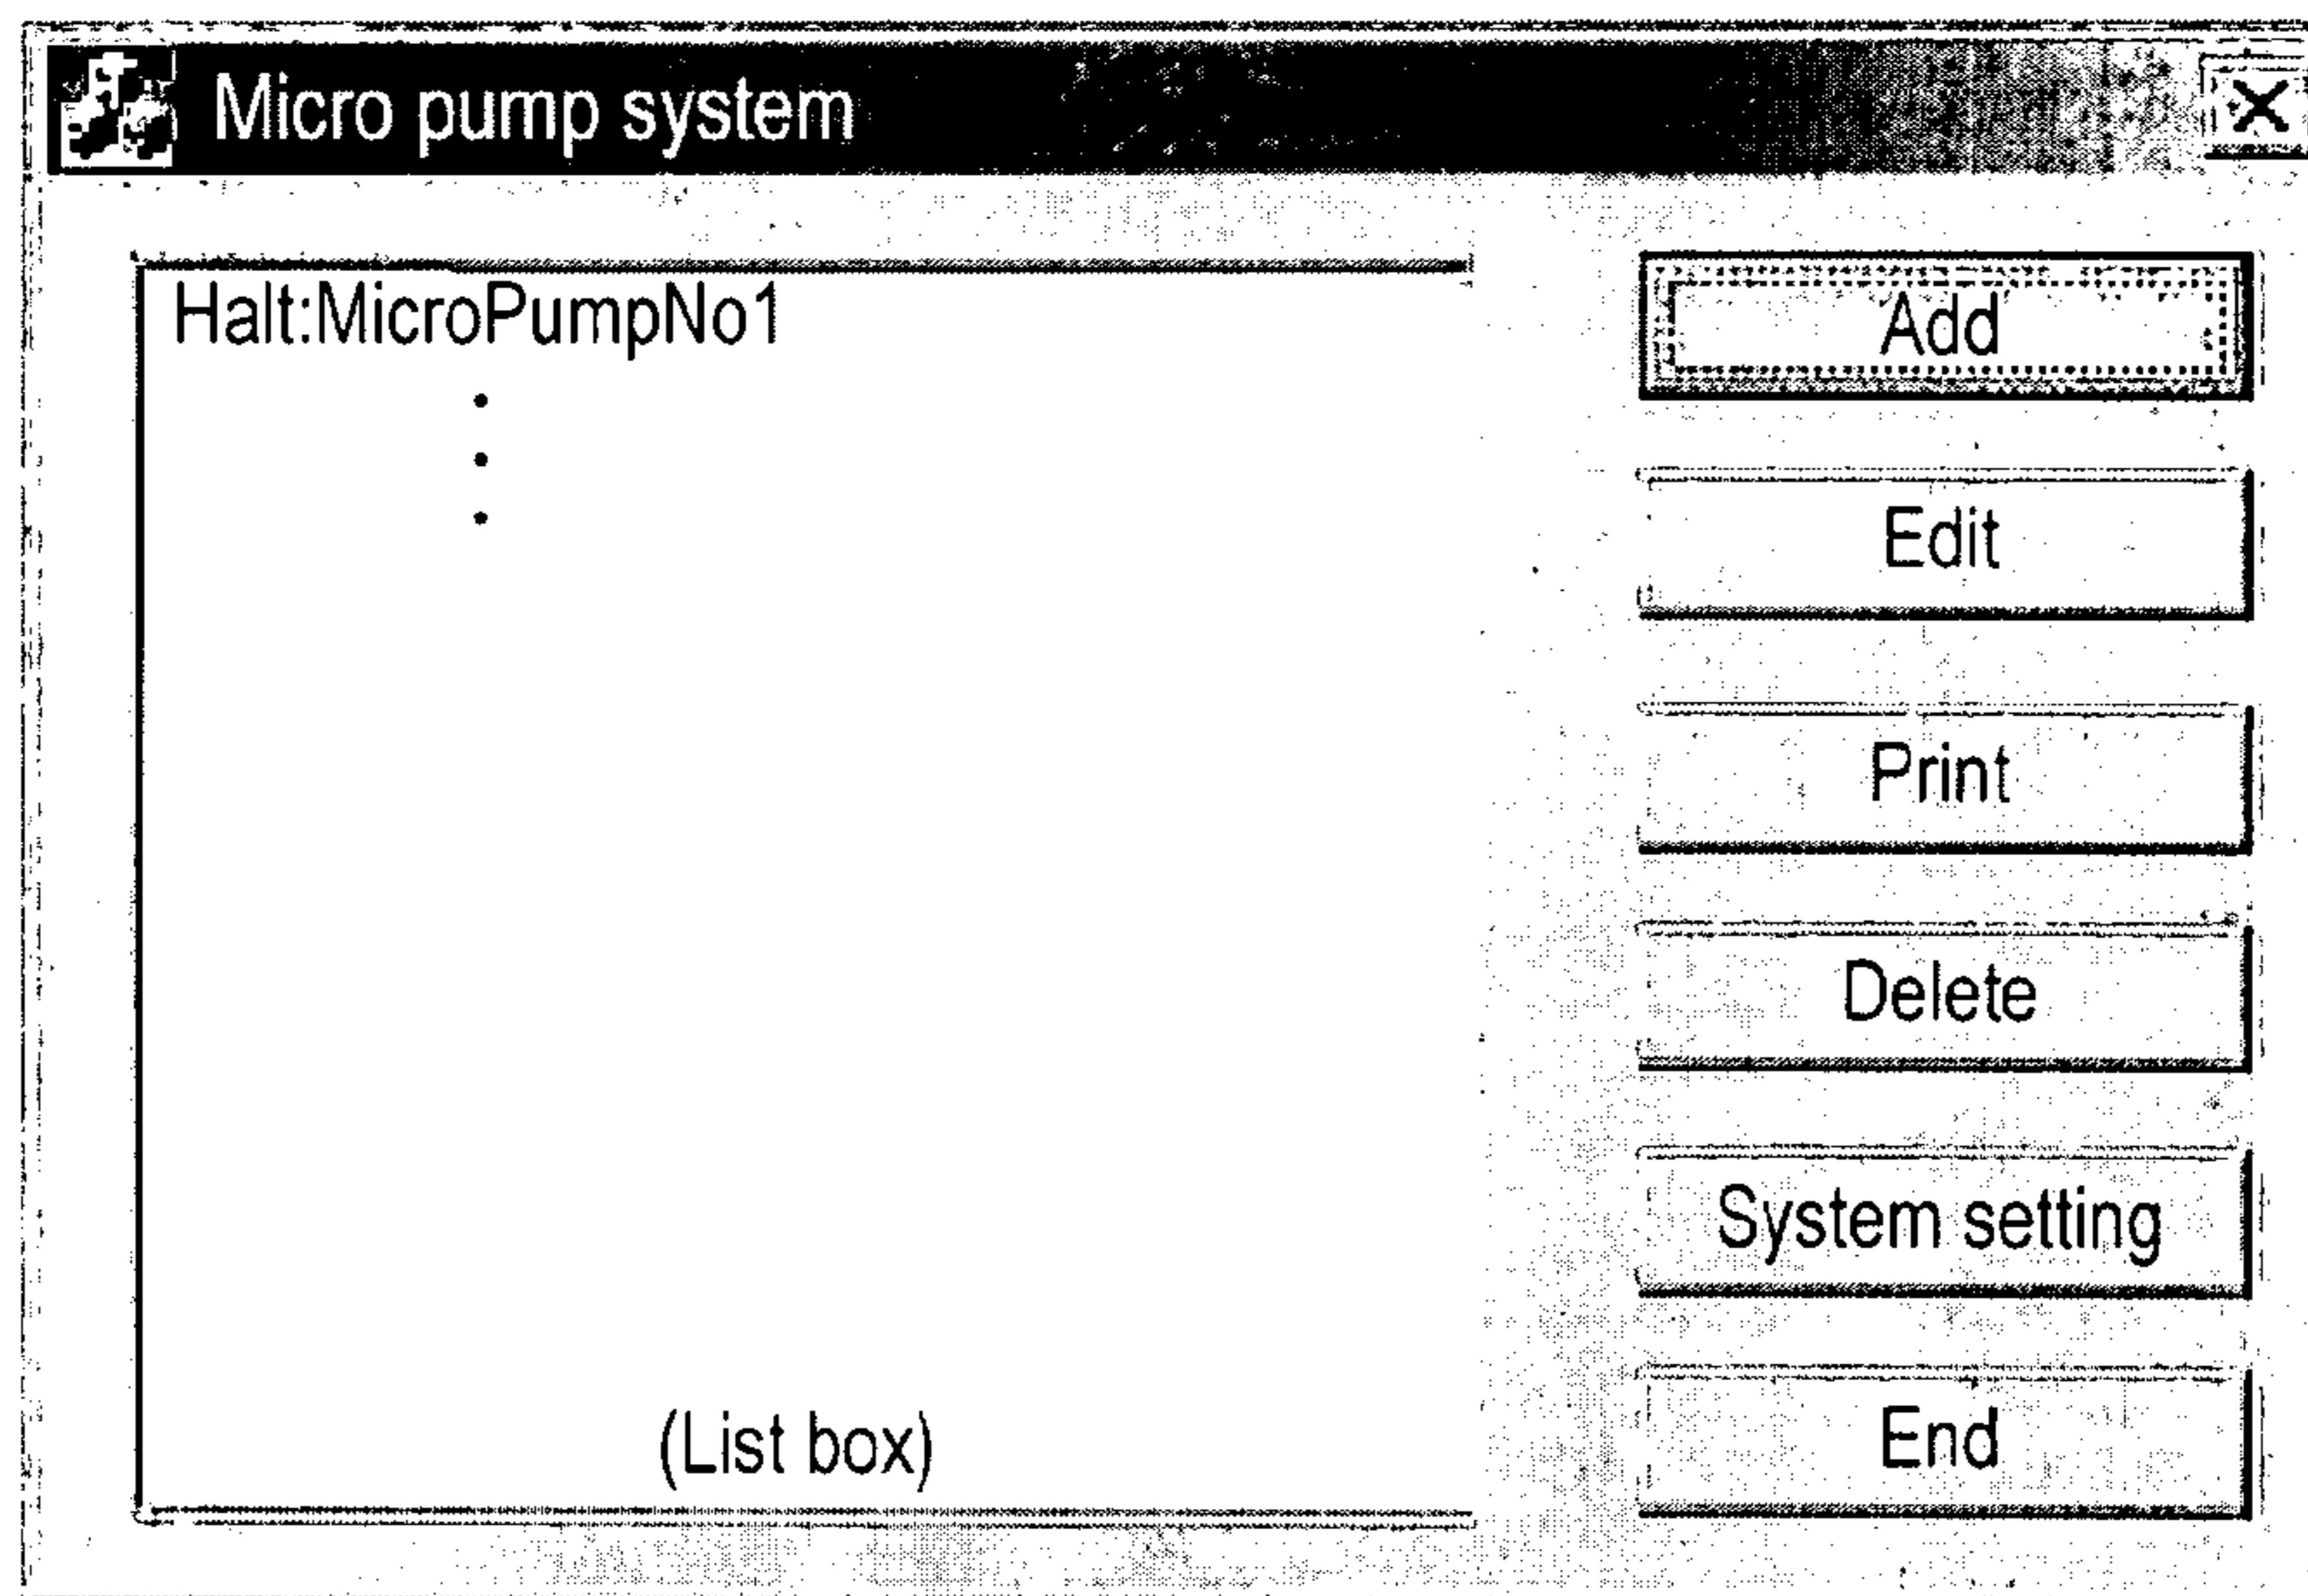 Micro pump system
Halt:MicroPumpNo1
Add
Edit
Print
Delete
System setting
(List box)
End